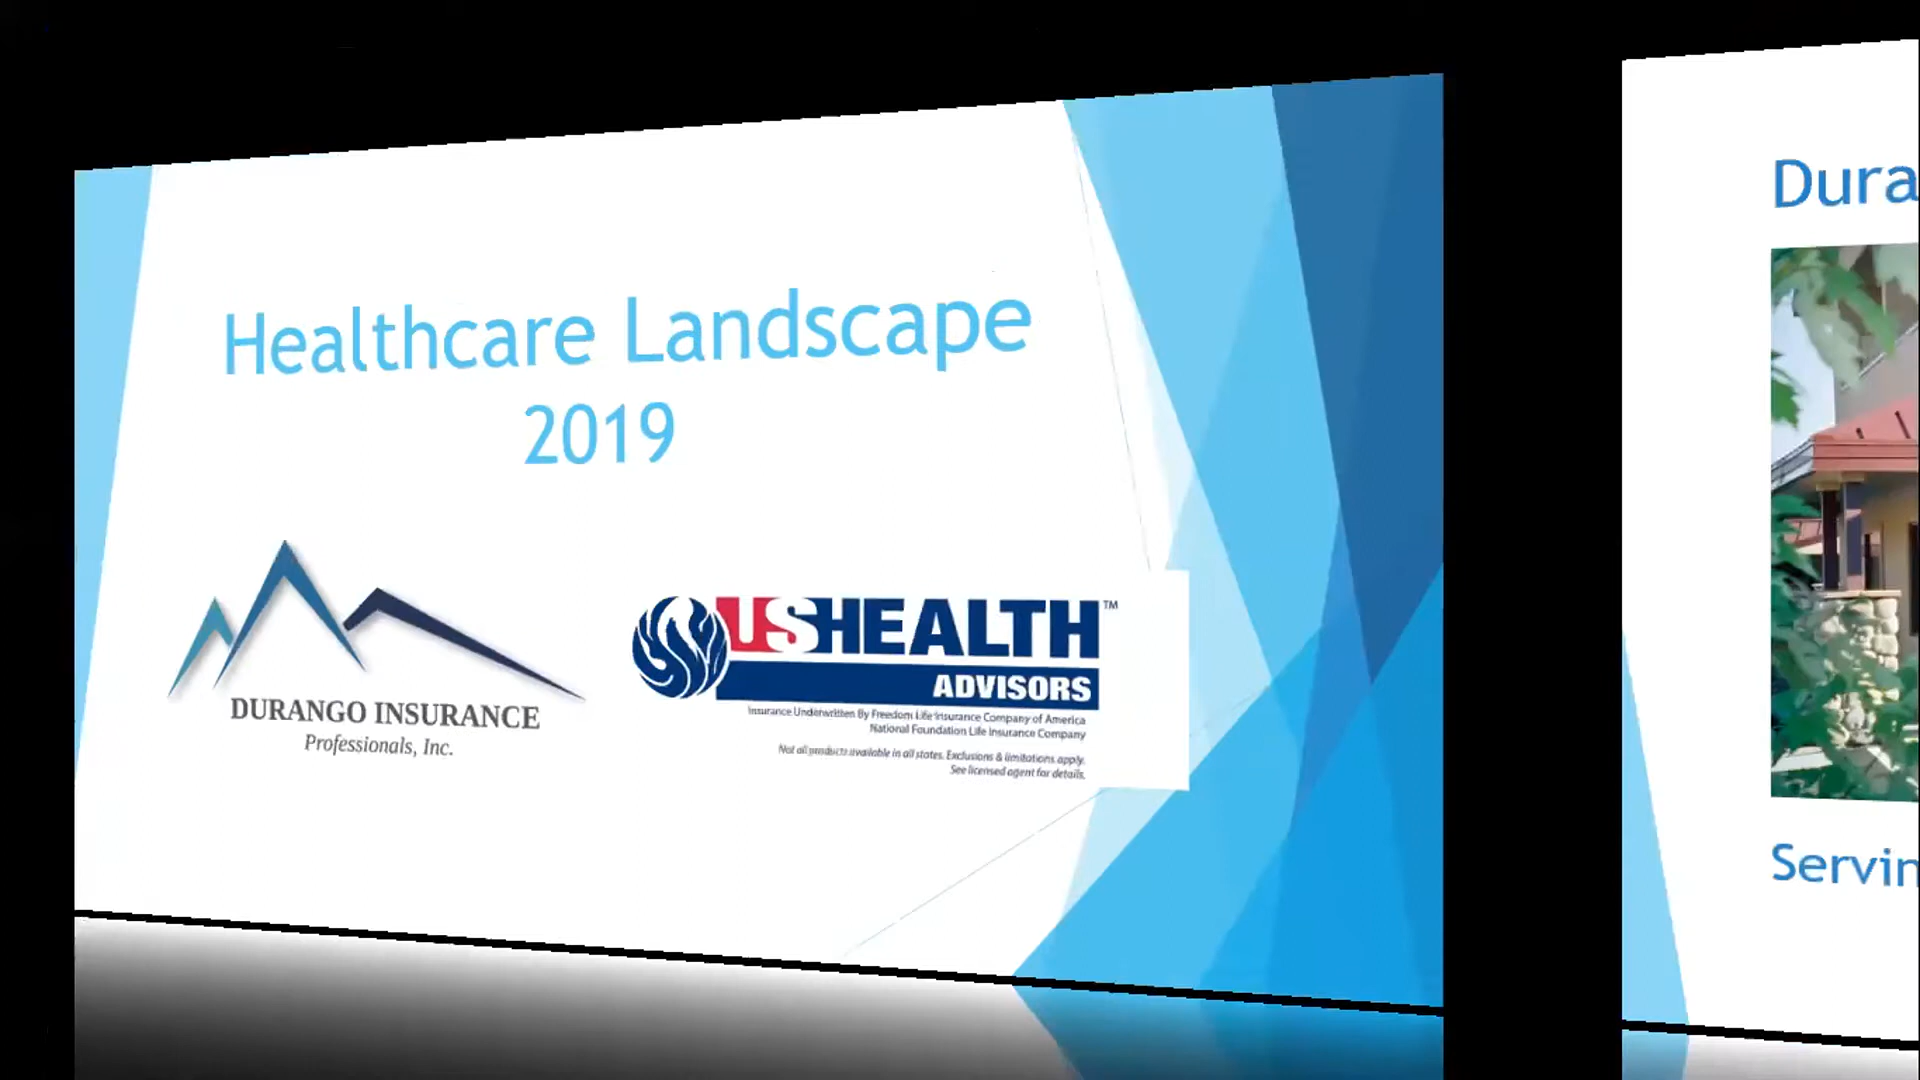 Healthcare Landscape
2019
DURANGO INSURANCE
Professionals, Inc.
USHEALTH™
ADVISORS
Insurance Underwritten By Freedom Life Insurance Company of America
National Foundation Life Insurance Company
Not all products available in all states. Exclusions & limitations apply.
See licensed agent for details.
Dura
Servin